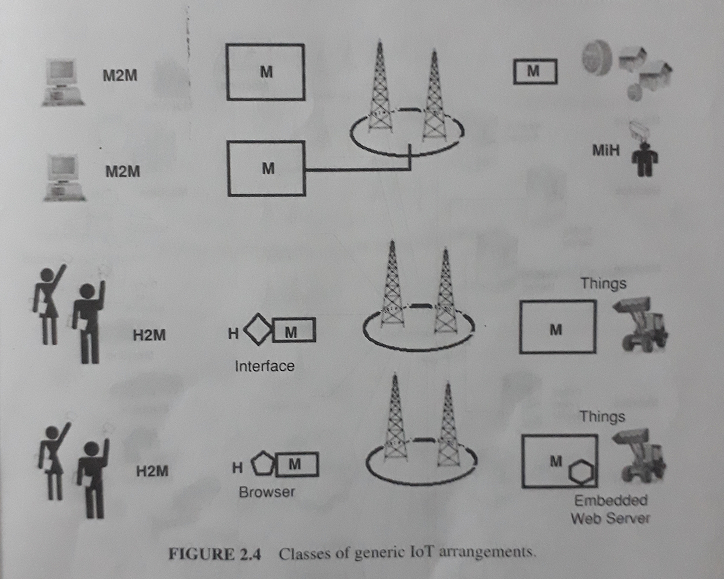 M2M M M
M2M M MiH
Things
H2M H M M
Interface
Things
H2M H M M
Browser
Embedded
Web Server
FIGURE 2.4 Classes of generic IoT arrangements.